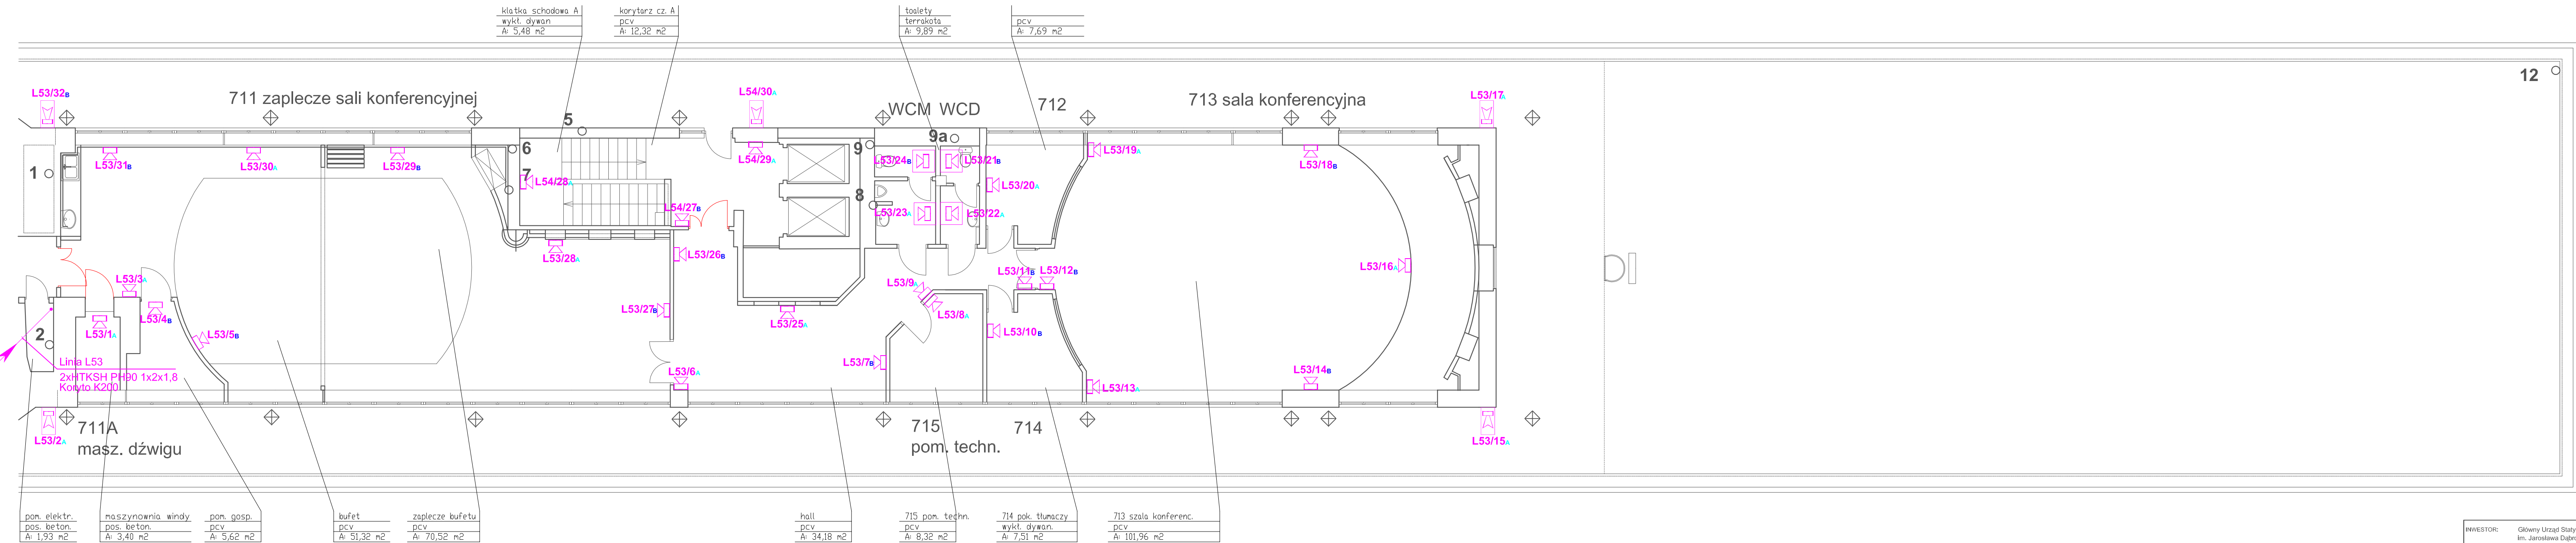 klatka schodowa A
wykł. dywan
A: 5,48 m2
korytarz cz. A
pcv
A: 12,32 m2
toalety
terrakota
A: 9,89 m2
pcv
A: 7,69 m2
12
L53/32B
711 zaplecze sali konferencyjnej
5
L54/30A
WCM WCD
712
713 sala konferencyjna
L53/17A
9a
6
9
L53/31B
L53/30A
L53/29B
L54/29A
L53/24B
L53/21B
L53/19A
L53/18B
1
7
L54/28A
L53/20A
8
L54/27B
L53/23A
L53/22A
L53/28A
L53/26B
L53/16A
L53/3A
L53/11B
L53/12B
L53/9A
L53/4B
L53/27B
L53/8A
L53/1A
L53/5B
L53/25A
L53/10B
2
Linia L53
2xHTKSH PH90 1x2x1,8
Koryto K200
L53/7B
L53/6A
L53/14B
L53/13A
L53/2A
711A
masz. dźwigu
715
pom. techn.
714
L53/15A
pom. elektr.
pos. beton.
A: 1,93 m2
maszynownia windy
pos. beton.
A: 3,40 m2
pom. gosp.
pcv
A: 5,62 m2
bufet
pcv
A: 51,32 m2
zaplecze bufetu
pcv
A: 70,52 m2
hall
pcv
A: 34,18 m2
715 pom. techn.
pcv
A: 8,32 m2
714 pok. tłumaczy
wykł. dywan.
A: 7,51 m2
713 szala konferenc.
pcv
A: 101,96 m2
INWESTOR:
Główny Urząd Staty
im. Jarosława Dąbr